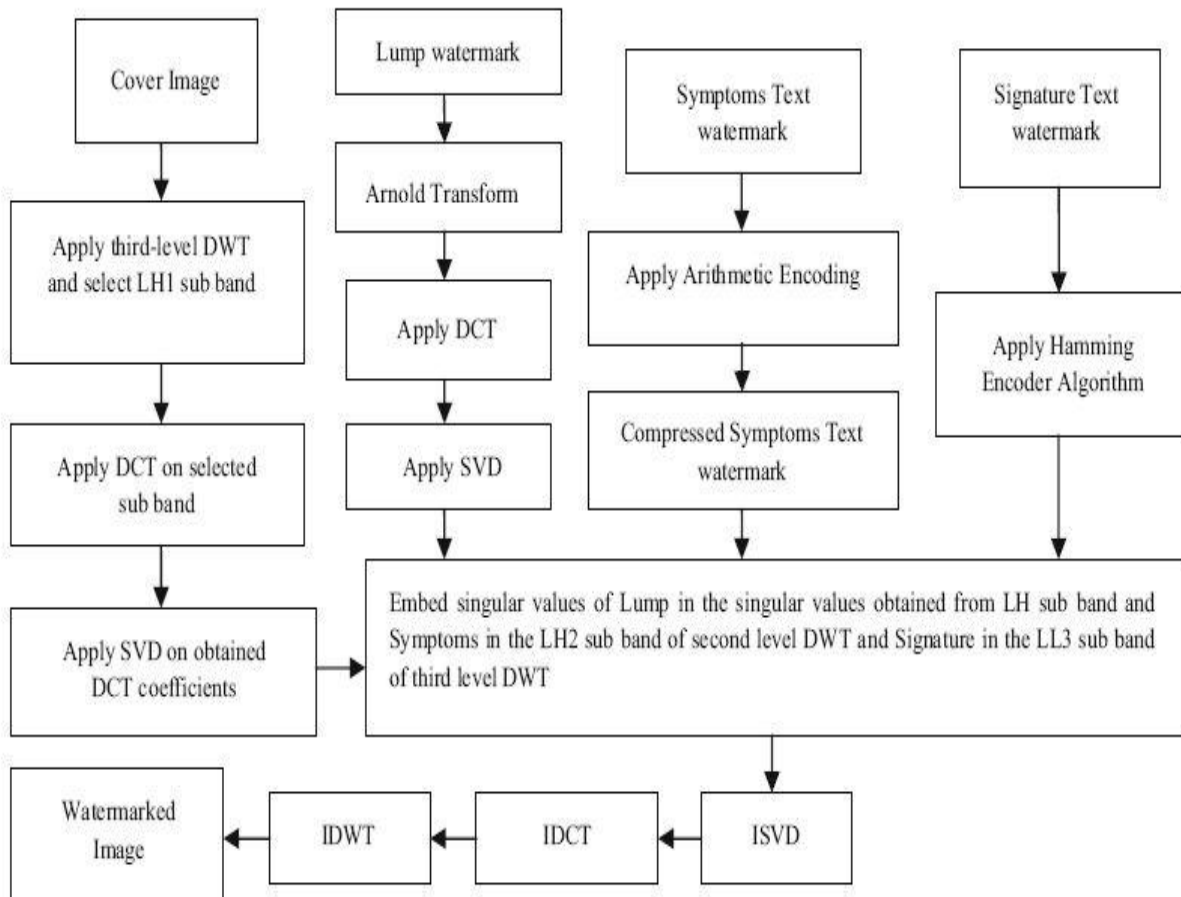 Cover Image
Lump watermark
Symptoms Text
watermark
Signature Text
watermark
Arnold Transform
Apply third-level DWT
and select LH1 sub band
Apply Arithmetic Encoding
Apply DCT
Apply Hamming
Encoder Algorithm
Apply DCT on selected
sub band
Apply SVD
Compressed Symptoms Text
watermark
Apply SVD on obtained
DCT coefficients
Embed singular values of Lump in the singular values obtained from LH sub band and
Symptoms in the LH2 sub band of second level DWT and Signature in the LL3 sub band
of third level DWT
Watermarked
Image
IDWT
IDCT
ISVD